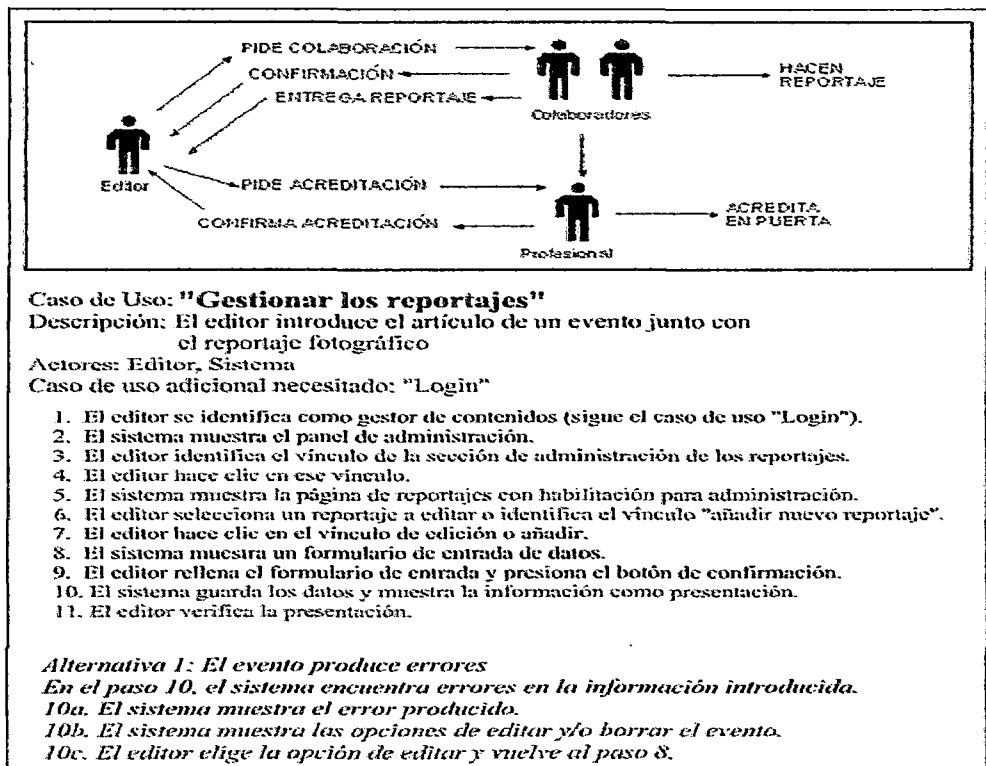 PIDE COLABORACIÓN
CONFIRMACIÓN
ENTREGA REPORTAJE
HACEN
REPORTAJE
Colaboradores
Editor
PIDE ACREDITACIÓN
CONFIRMA ACREDITACIÓN
ACREDITA
EN PUERTA
Profesional
Caso de Uso: "Gestionar los reportajes"
Descripción: El editor introduce el artículo de un evento junto con
el reportaje fotográfico
Actores: Editor, Sistema
Caso de uso adicional necesitado: "Login"
1. El editor se identifica como gestor de contenidos (sigue el caso de uso "Login").
2. El sistema muestra el panel de administración.
3. El editor identifica el vínculo de la sección de administración de los reportajes.
4. El editor hace clic en ese vínculo.
5. El sistema muestra la página de reportajes con habilitación para administración.
6. El editor selecciona un reportaje a editar o identifica el vínculo "añadir nuevo reportaje".
7. El editor hace clic en el vínculo de edición o añadir.
8. El sistema muestra un formulario de entrada de datos.
9. El editor rellena el formulario de entrada y presiona el botón de confirmación.
10. El sistema guarda los datos y muestra la información como presentación.
11. El editor verifica la presentación.
Alternativa 1: El evento produce errores
En el paso 10, el sistema encuentra errores en la información introducida.
10a. El sistema muestra el error producido.
10b. El sistema muestra las opciones de editar y/o borrar el evento.
10c. El editor elige la opción de editar y vuelve al paso 8.